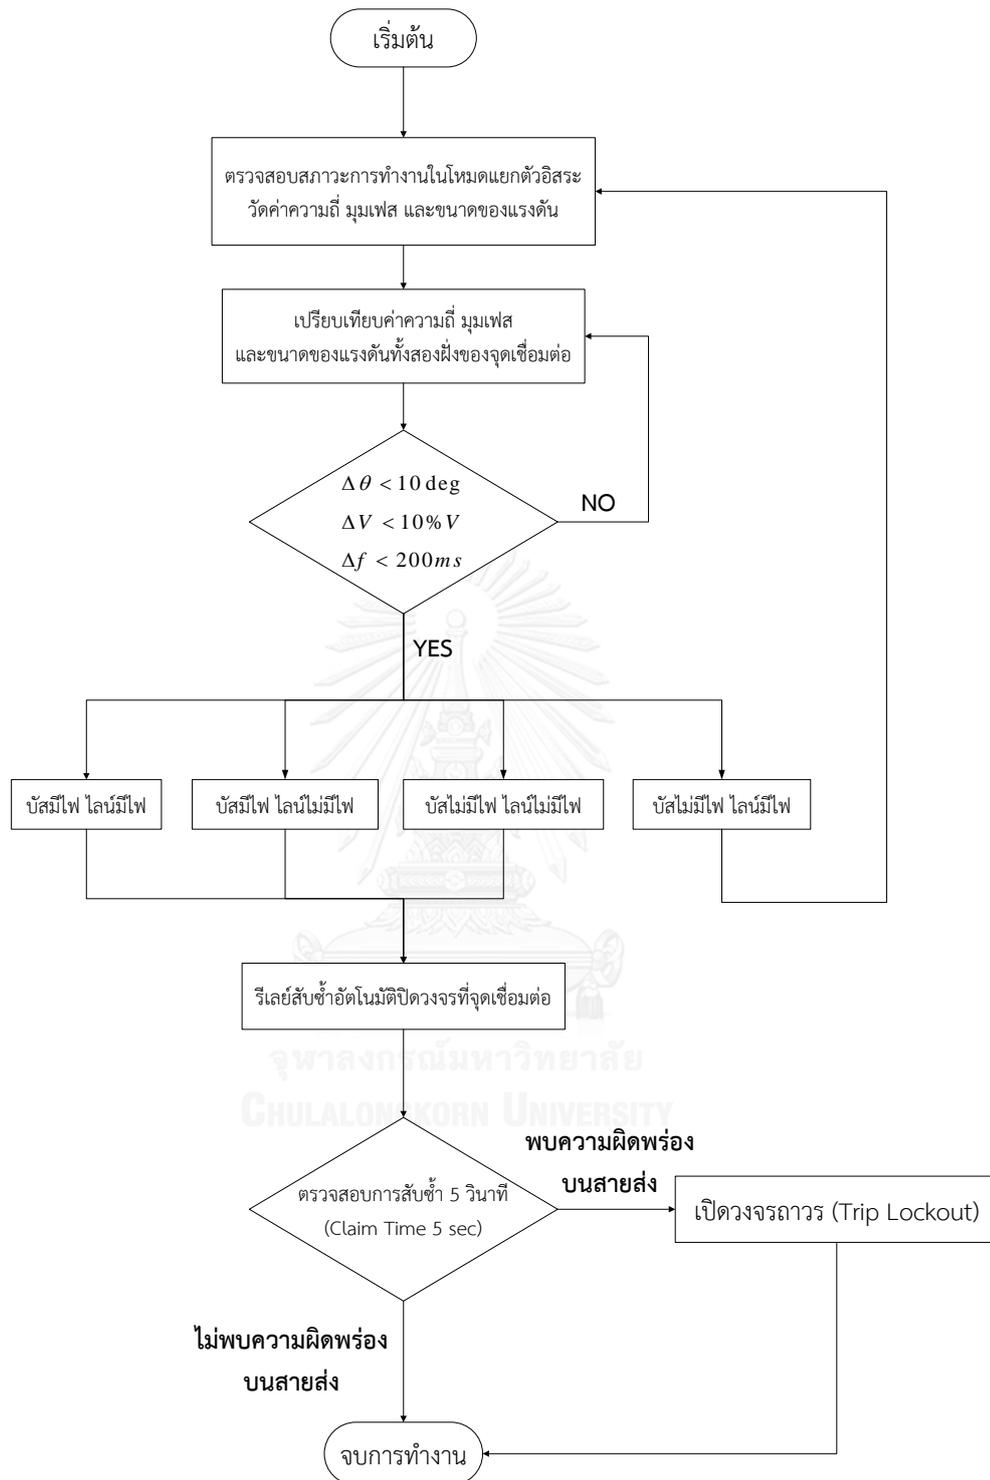 เริ่มต้น
ตรวจสอบสภาวะการทำงานในโหมดแยกตัวอิสระ
วัดค่าความถี่ มุมเฟส และขนาดของแรงดัน
เปรียบเทียบค่าความถี่ มุมเฟส
และขนาดของแรงดันทั้งสองฝั่งของจุดเชื่อมต่อ
Δθ < 10 deg
ΔV < 10% V
Δf < 200ms
NO
YES
บัสมีไฟ ไลน์มีไฟ
บัสมีไฟ ไลน์ไม่มีไฟ
บัสไม่มีไฟ ไลน์ไม่มีไฟ
บัสไม่มีไฟ ไลน์มีไฟ
รีเลย์สับซ้ำอัตโนมัติปิดวงจรที่จุดเชื่อมต่อ
จุฬาลงกรณ์มหาวิทยาลัย
CHULALONGKORN UNIVERSITY
ตรวจสอบการสับซ้ำ 5 วินาที
(Claim Time 5 sec)
พบความผิดพร่อง
บนสายส่ง
เปิดวงจรถาวร (Trip Lockout)
ไม่พบความผิดพร่อง
บนสายส่ง
จบการทำงาน